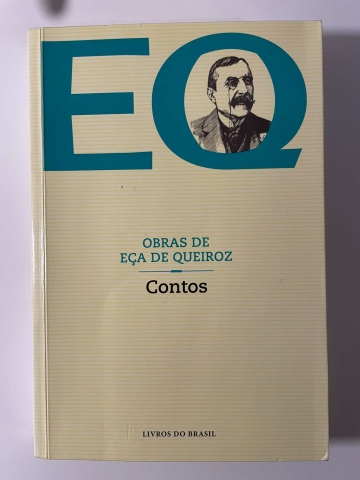 EQ
OBRAS DE
EÇA DE QUEIROZ
Contos
LIVROS DO BRASIL